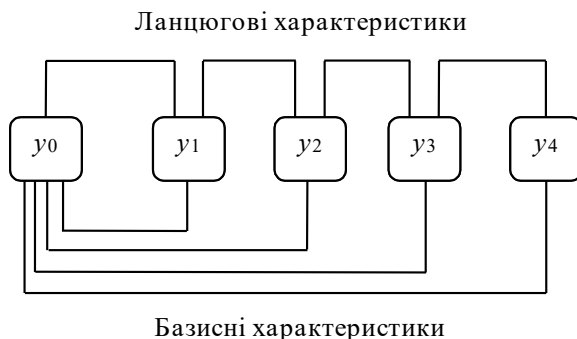 Ланцюгові характеристики
y0 y1 y2 y3 y4
Базисні характеристики